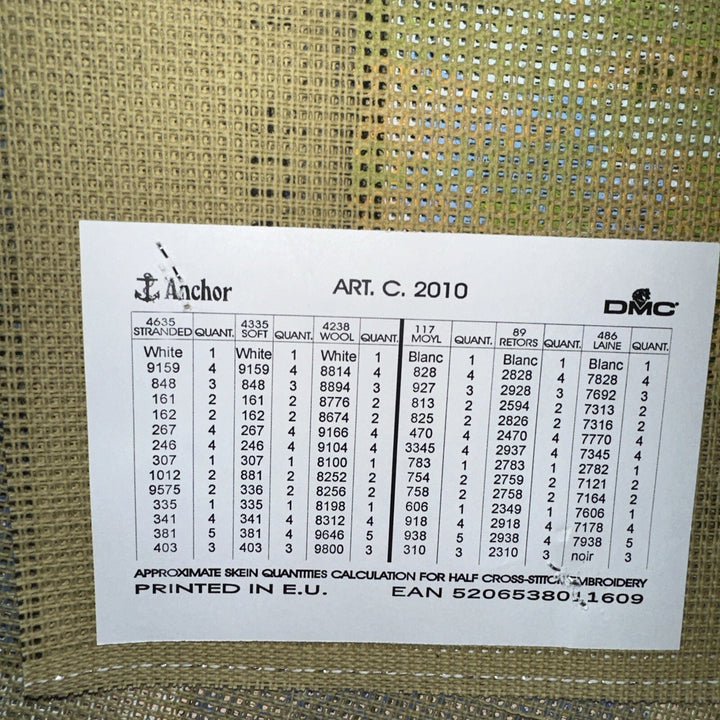 Anchor ART. C. 2010 DMC
4635 STRANDED QUANT. 4335 SOFT QUANT. 4238 WOOL QUANT. 117 MOYL QUANT. 89 RETORS QUANT. 486 LAINE QUANT.
White 1 White 1 White 1 Blanc 1 Blanc 1 Blanc 1
9159 4 9159 4 8814 4 828 4 2828 4 7828 4
848 3 848 3 8894 3 927 3 2928 3 7692 3
161 2 161 2 8776 2 813 2 2594 2 7313 2
162 2 162 2 8674 2 825 2 2826 2 7316 2
267 4 267 4 9166 4 470 4 2470 4 7770 4
246 4 246 4 9104 4 3345 4 2937 4 7345 4
307 1 307 1 8100 1 783 1 2783 1 2782 1
1012 2 881 2 8252 2 754 2 2759 2 7121 2
9575 2 336 2 8256 2 758 2 2758 2 7164 2
335 1 335 1 8198 1 606 1 2349 1 7606 1
341 4 341 4 8312 4 918 4 2918 4 7178 4
381 5 381 4 9646 5 938 5 2938 4 7938 5
403 3 403 3 9800 3 310 3 2310 3 noir 3
APPROXIMATE SKEIN QUANTITIES CALCULATION FOR HALF CROSS-STITCH EMBROIDERY
PRINTED IN E.U. EAN 5206538011609